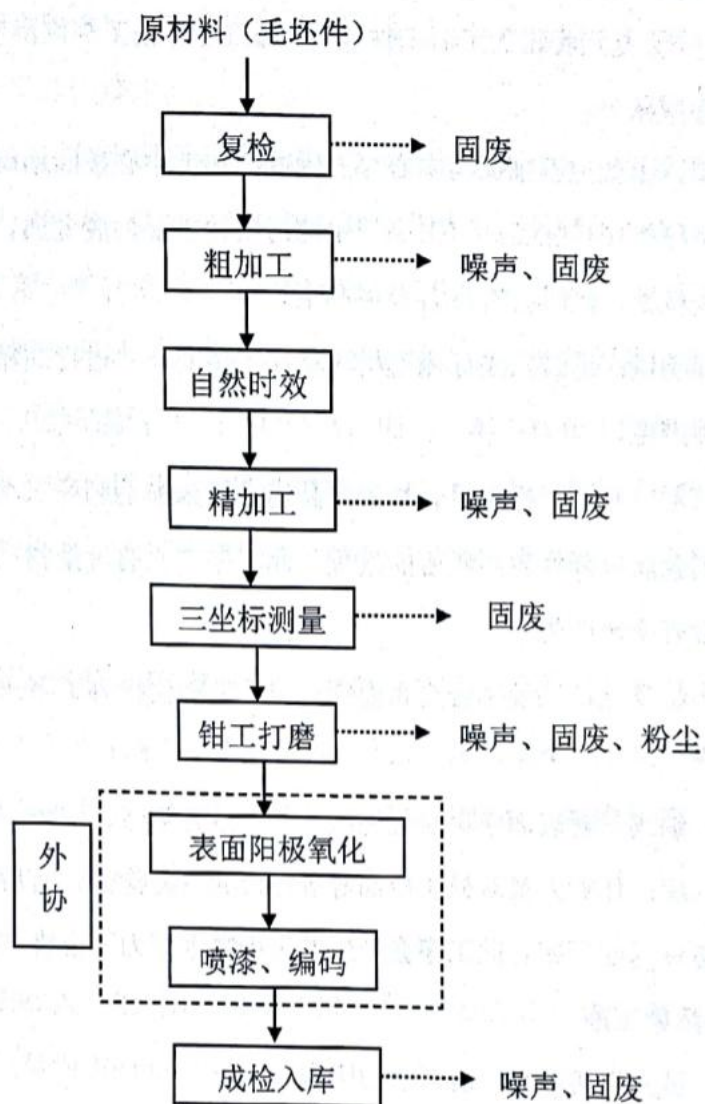 原材料（毛坯件）
复检
固废
粗加工
噪声、固废
自然时效
精加工
噪声、固废
三坐标测量
固废
钳工打磨
噪声、固废、粉尘
外
协
表面阳极氧化
喷漆、编码
成检入库
噪声、固废